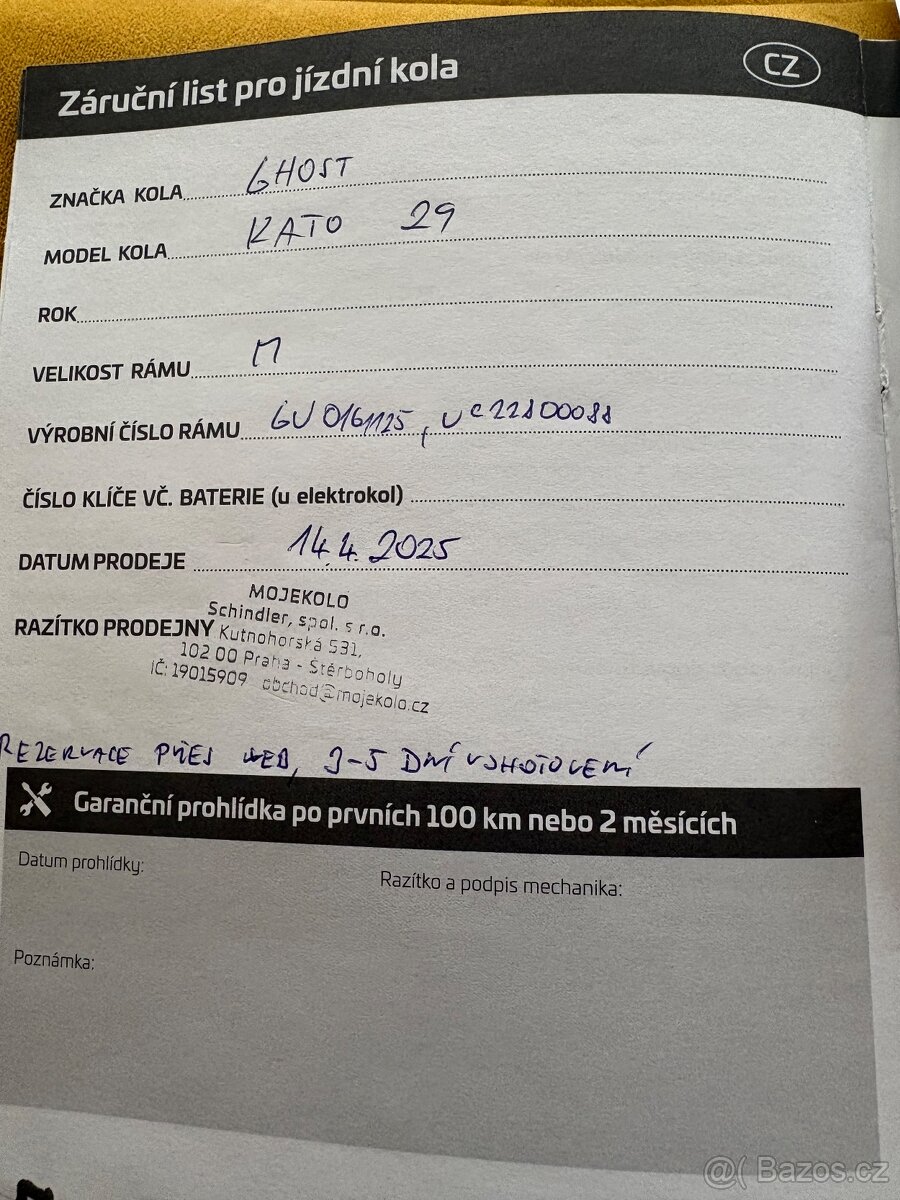 Záruční list pro jízdní kola CZ
ZNAČKA KOLA GHOST
MODEL KOLA KATO 29
ROK
VELIKOST RÁMU M
VÝROBNÍ ČÍSLO RÁMU
ČÍSLO KLÍČE VČ. BATERIE (u elektrokol)
DATUM PRODEJE 14.4.2025
MOJEKOLO
Schindler, spol. s r.o.
RAZÍTKO PRODEJNY Kutnohorská 531,
102 00 Praha - Štěrboholy
IČ: 19015909 obchod@mojekolo.cz
REZERVACE PŘES WEB, 3-5 DNÍ VYHOTOVENÍ
Garanční prohlídka po prvních 100 km nebo 2 měsících
Datum prohlídky:
Razítko a podpis mechanika:
Poznámka:
@( Bazos.cz